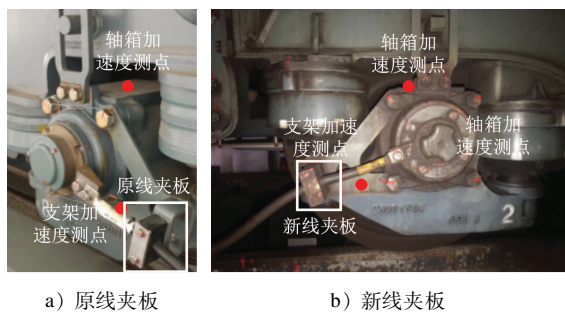 轴箱加
速度测点
原线夹板
支架加
速度测点
轴箱加
速度测点
支架加速
度测点
轴箱加
速度测点
新线夹板
2
a）原线夹板
b）新线夹板